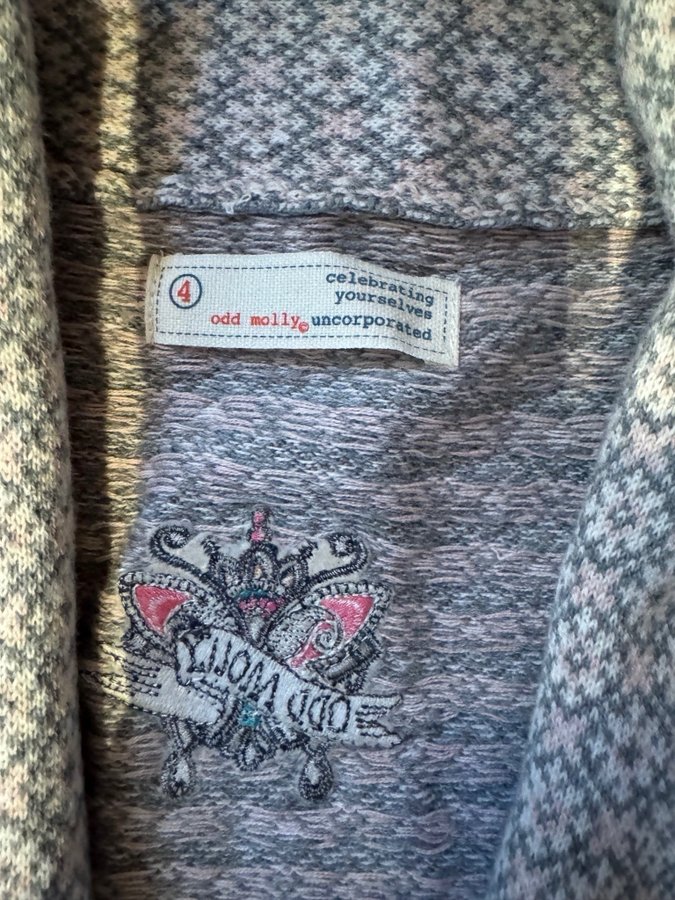 4
celebrating
yourselves
odd molly© uncorporated
ODD MOLLY